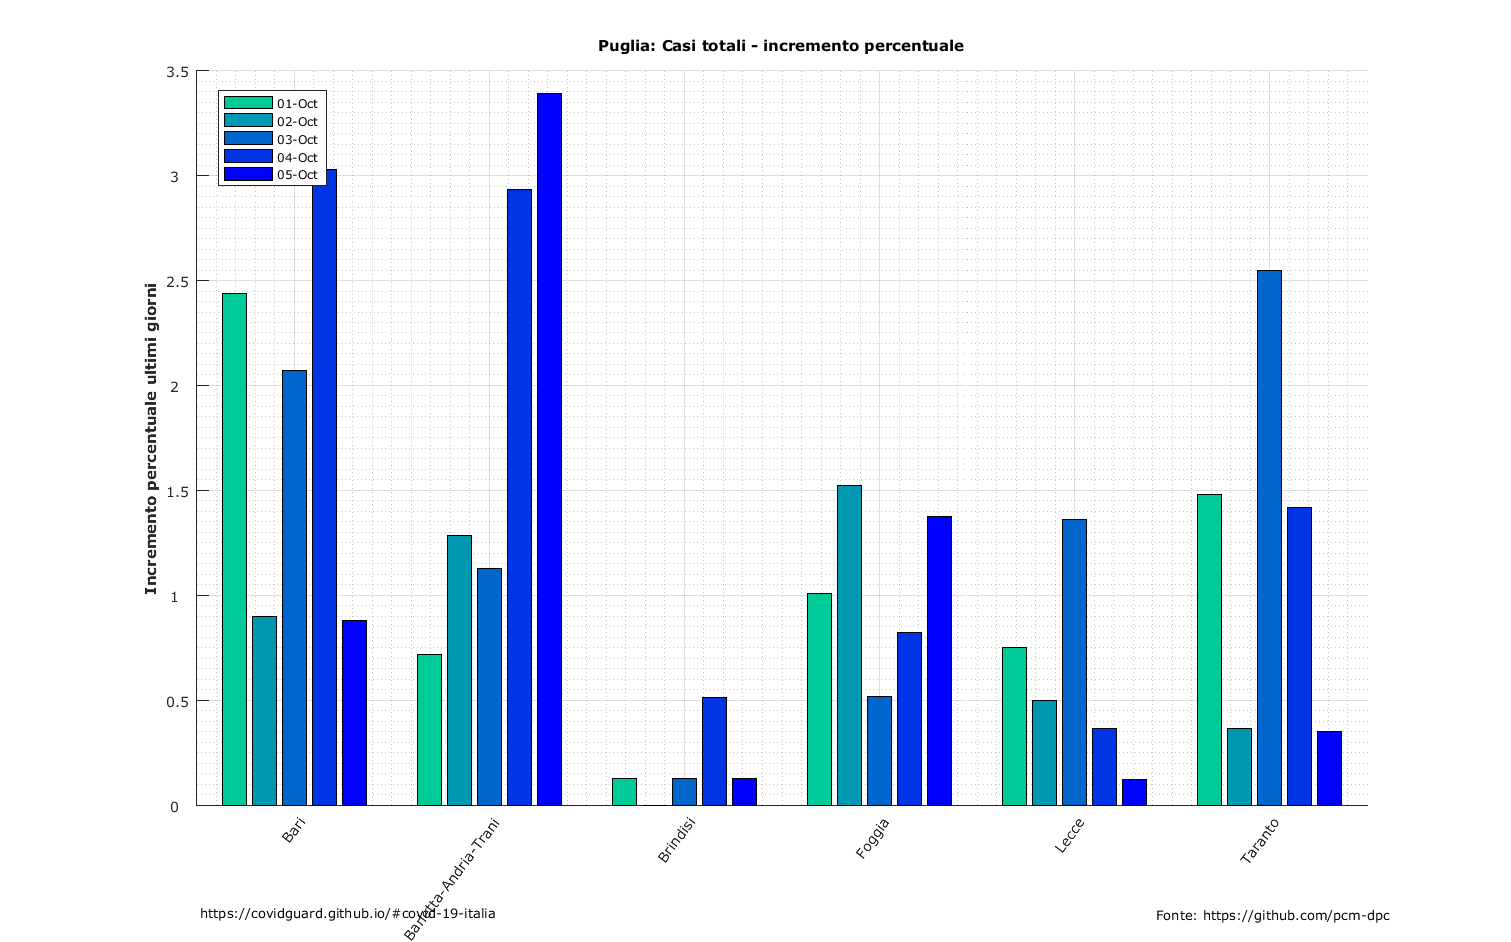 Puglia: Casi totali - incremento percentuale
Incremento percentuale ultimi giorni
3.5
3
2.5
2
1.5
1
0.5
0
01-Oct
02-Oct
03-Oct
04-Oct
05-Oct
Bari
Barletta-Andria-Trani
Brindisi
Foggia
Lecce
Taranto
https://covidguard.github.io/#covid-19-italia
Fonte: https://github.com/pcm-dpc